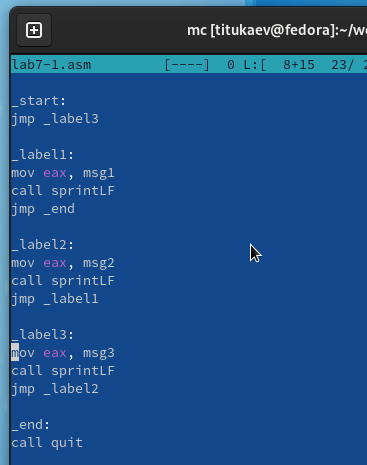 mc [titukaev@fedora]:~/w
lab7-1.asm [----] 0 L:[ 8+15 23/ 2
_start:
jmp _label3
_label1:
mov eax, msg1
call sprintLF
jmp _end
_label2:
mov eax, msg2
call sprintLF
jmp _label1
_label3:
mov eax, msg3
call sprintLF
jmp _label2
_end:
call quit